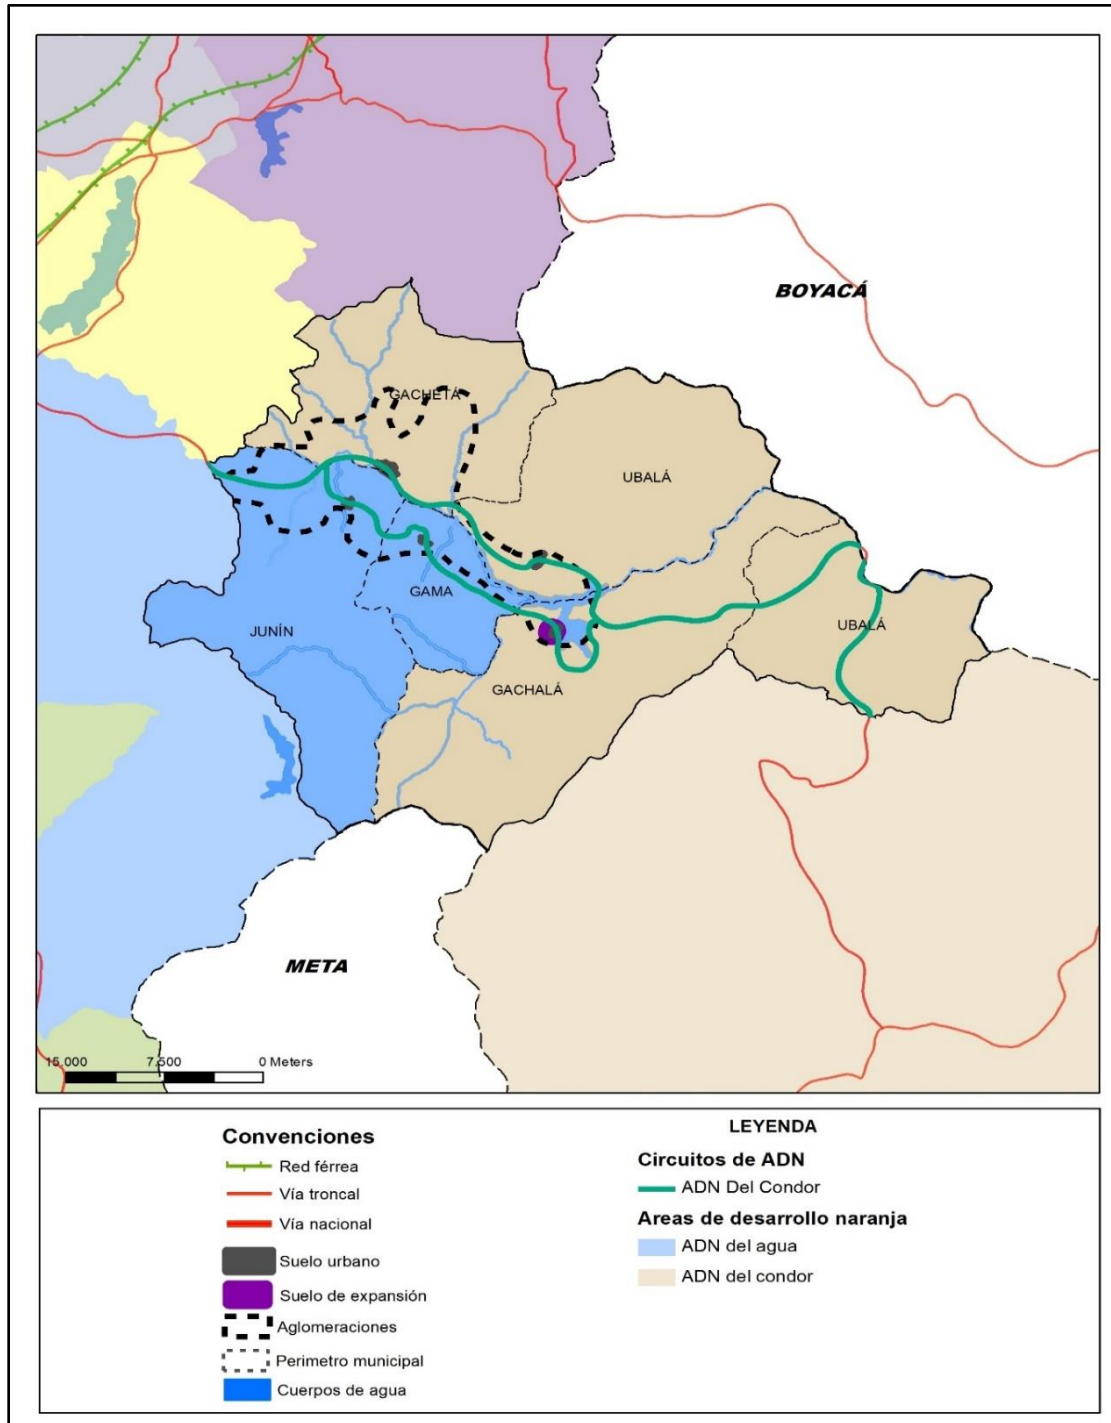 BOYACÁ
GACHETÁ
UBALÁ
GAMA
JUNÍN
UBALÁ
GACHALÁ
META
15.000 7.500 0 Meters
Convenciones
Red férrea
Vía troncal
Vía nacional
Suelo urbano
Suelo de expansión
Aglomeraciones
Perimetro municipal
Cuerpos de agua
LEYENDA
Circuitos de ADN
ADN Del Condor
Areas de desarrollo naranja
ADN del agua
ADN del condor